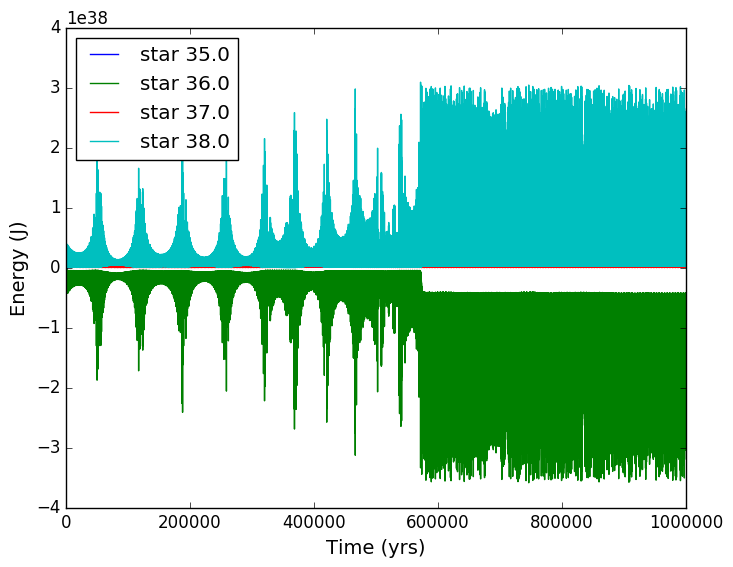 1e38
4
3
2
1
0
−1
−2
−3
−4
Energy (J)
star 35.0
star 36.0
star 37.0
star 38.0
0 200000 400000 600000 800000 1000000
Time (yrs)